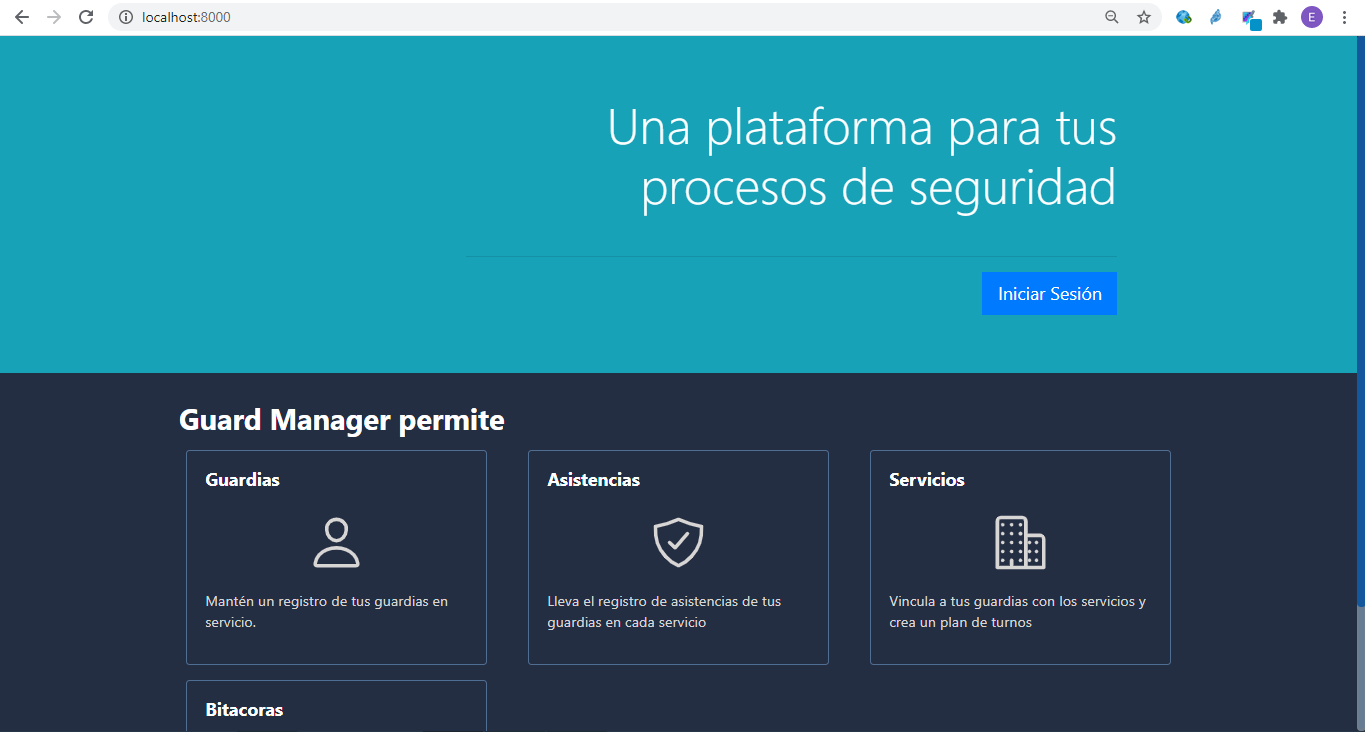 localhost:8000
E
Una plataforma para tus
procesos de seguridad
Iniciar Sesión
Guard Manager permite
Guardias
Mantén un registro de tus guardias en
servicio.
Asistencias
Lleva el registro de asistencias de tus
guardias en cada servicio
Servicios
Vincula a tus guardias con los servicios y
crea un plan de turnos
Bitacoras